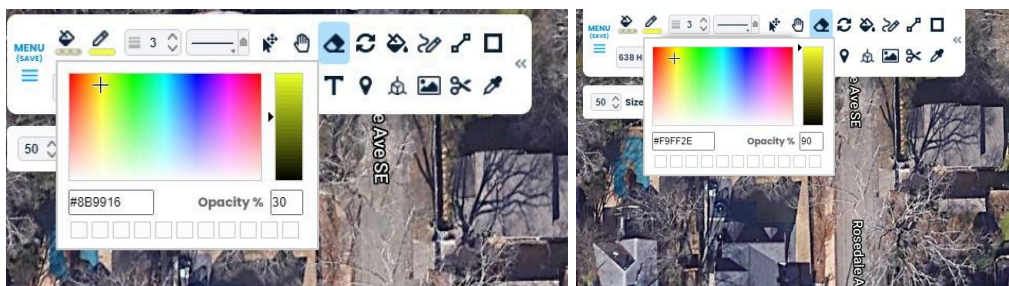 MENU
(SAVE)
3
T
50
#8B9916
Opacity %
30
e Ave SE
MENU
(SAVE)
3
638 H
50
Size
#F9FF2E
Opacity %
90
Ave SE
Rosedale A